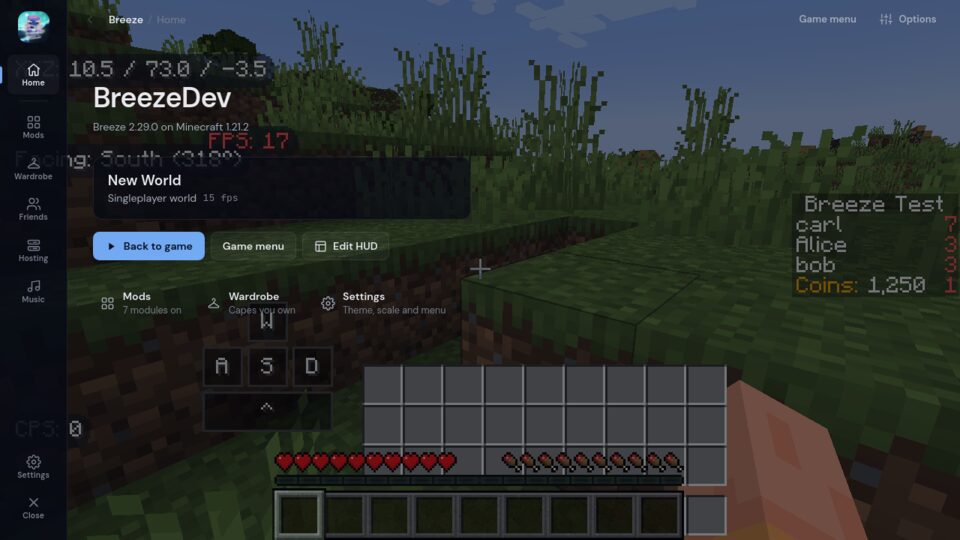 Breeze / Home
Game menu
Options
XYZ: 10.5 / 73.0 / -3.5
Home
BreezeDev
Breeze 2.29.0 on Minecraft 1.21.2
FPS: 17
Mods
Facing: South (318°)
Wardrobe
New World
Singleplayer world 15 fps
Friends
Breeze Test
carl 7
Alice 3
bob 3
Coins: 1,250 1
Hosting
Back to game
Game menu
Edit HUD
Music
Mods
7 modules on
Wardrobe
Capes you own
Settings
Theme, scale and menu
W
A S D
^
CPS: 0
Settings
Close